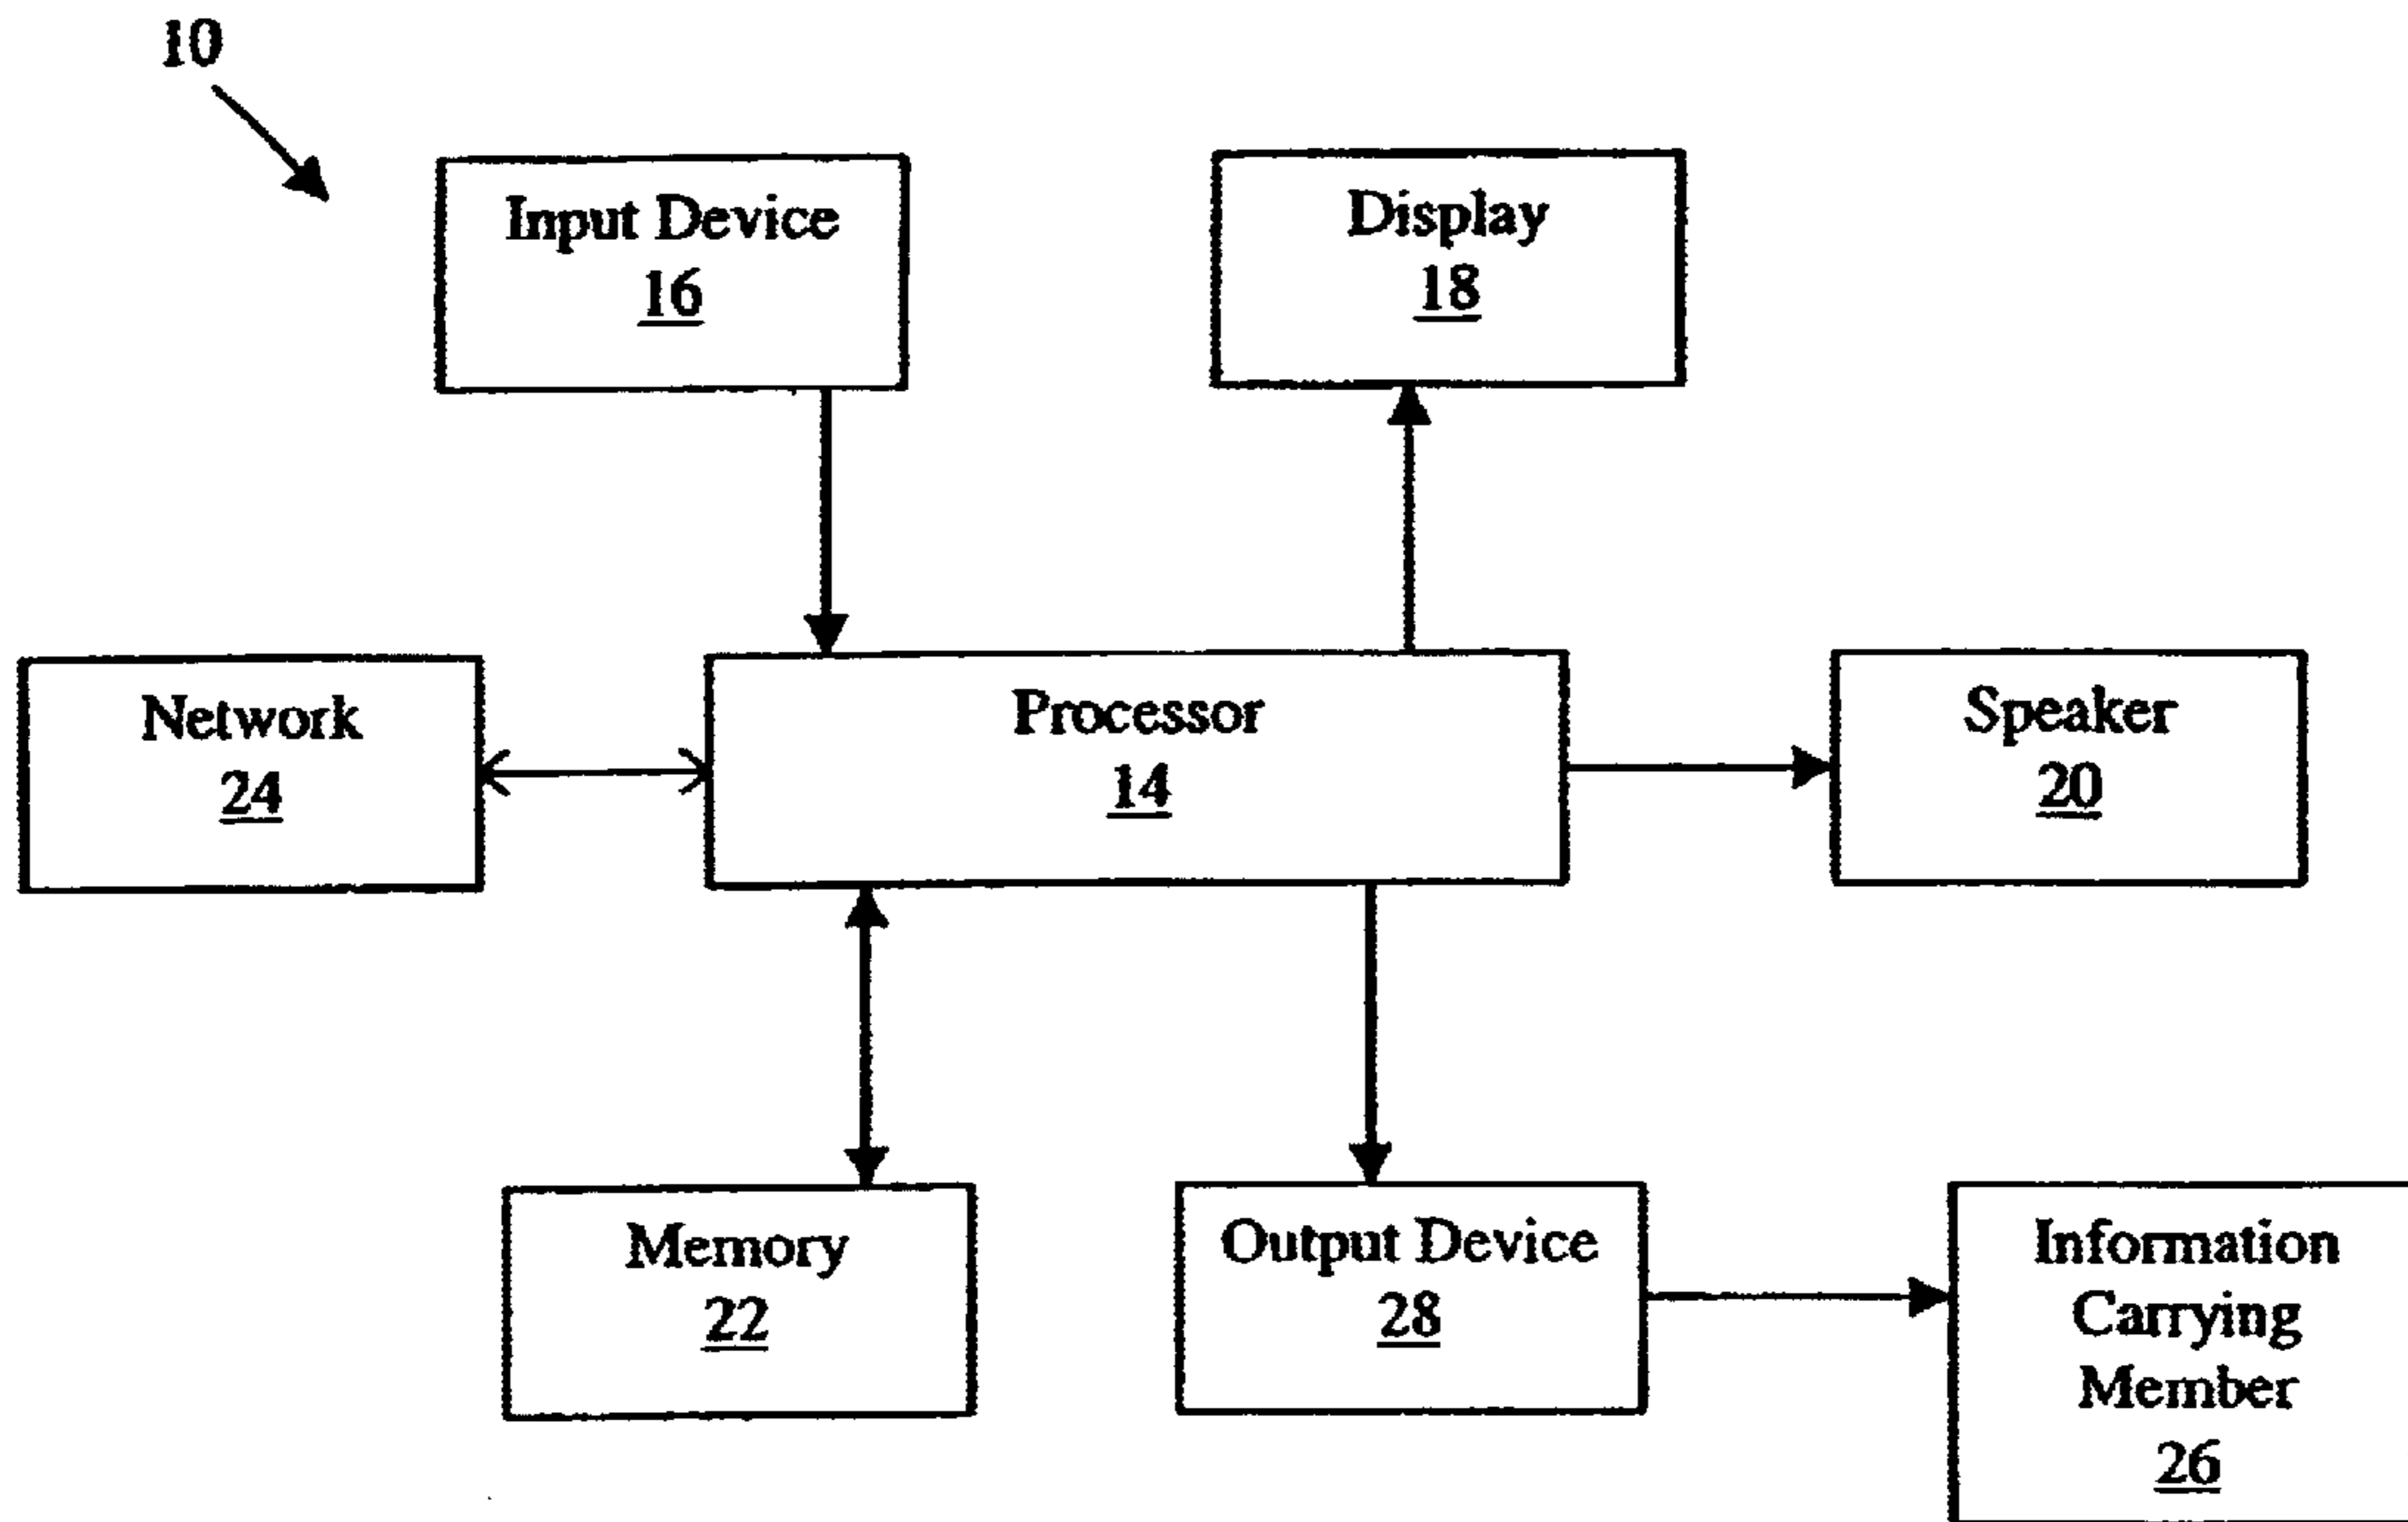 10
Input Device
16
Display
18
Network
24
Processor
14
Speaker
20
Memory
22
Output Device
28
Information
Carrying
Member
26